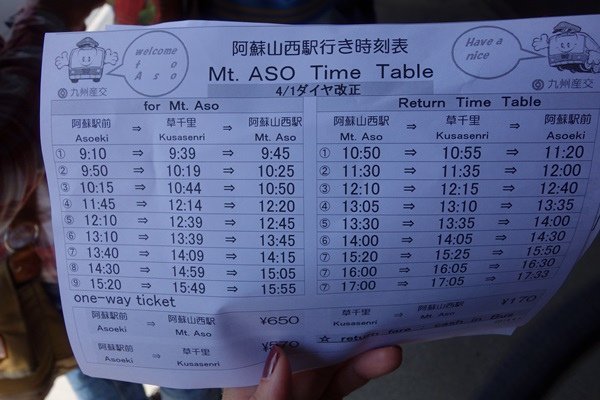 welcome
t o
A s o
九州産交
阿蘇山西駅行き時刻表
Mt. ASO Time Table
4/1ダイヤ改正
Have a
nice
九州産交
for Mt. Aso
阿蘇駅前 ⇒ 草千里 ⇒ 阿蘇山西駅
Asoeki Kusasenri Mt. Aso
① 9:10 ⇒ 9:39 ⇒ 9:45
② 9:50 ⇒ 10:19 ⇒ 10:25
③ 10:15 ⇒ 10:44 ⇒ 10:50
④ 11:45 ⇒ 12:14 ⇒ 12:20
⑤ 12:10 ⇒ 12:39 ⇒ 12:45
⑥ 13:10 ⇒ 13:39 ⇒ 13:45
⑦ 13:40 ⇒ 14:09 ⇒ 14:15
⑧ 14:30 ⇒ 14:59 ⇒ 15:05
⑨ 15:20 ⇒ 15:49 ⇒ 15:55
Return Time Table
阿蘇山西駅 ⇒ 草千里 ⇒ 阿蘇駅前
Mt. Aso Kusasenri Asoeki
① 10:50 ⇒ 10:55 ⇒ 11:20
② 11:30 ⇒ 11:35 ⇒ 12:00
③ 12:10 ⇒ 12:15 ⇒ 12:40
④ 13:05 ⇒ 13:10 ⇒ 13:35
⑤ 13:30 ⇒ 13:35 ⇒ 14:00
⑥ 14:00 ⇒ 14:05 ⇒ 14:30
⑦ 15:20 ⇒ 15:25 ⇒ 15:50
⑦ 16:00 ⇒ 16:05 ⇒ 16:30
⑦ 17:00 ⇒ 17:05 ⇒ 17:33
one-way ticket
阿蘇駅前 ⇒ 阿蘇山西駅 ¥650
Asoeki Mt. Aso
草千里 ⇒ 阿蘇山西駅 ¥170
Kusasenri Mt. Aso
阿蘇駅前 ⇒ 草千里 ¥570
Asoeki Kusasenri
☆ return fare : cash in Bus